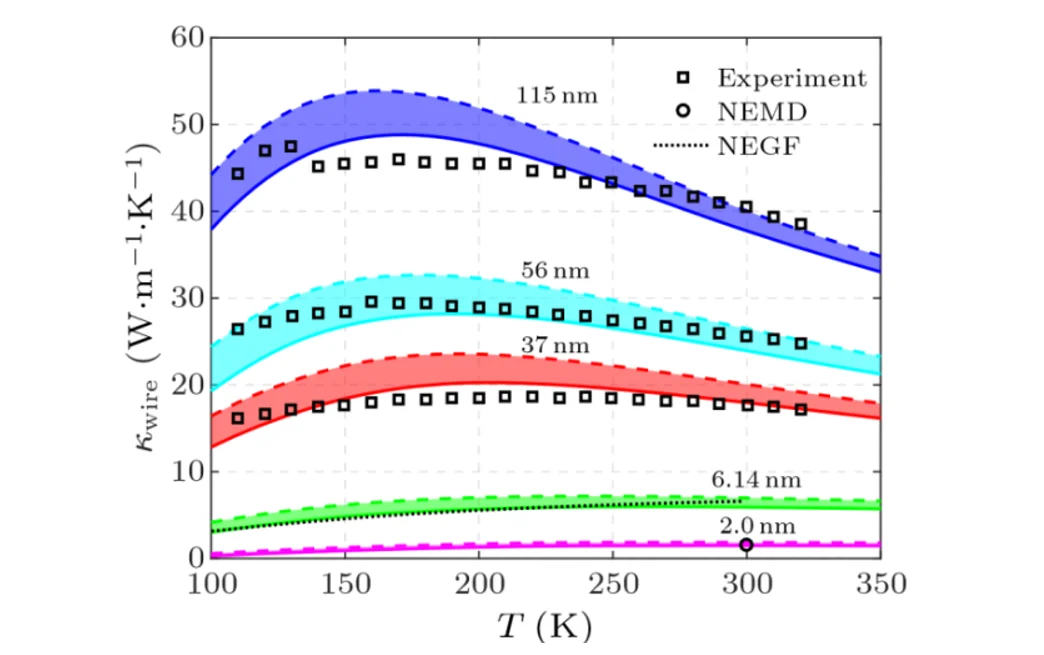 60
50
40
30
20
10
0
100 150 200 250 300 350
κwire (W·m−1·K−1)
T (K)
Experiment
NEMD
NEGF
115 nm
56 nm
37 nm
6.14 nm
2.0 nm